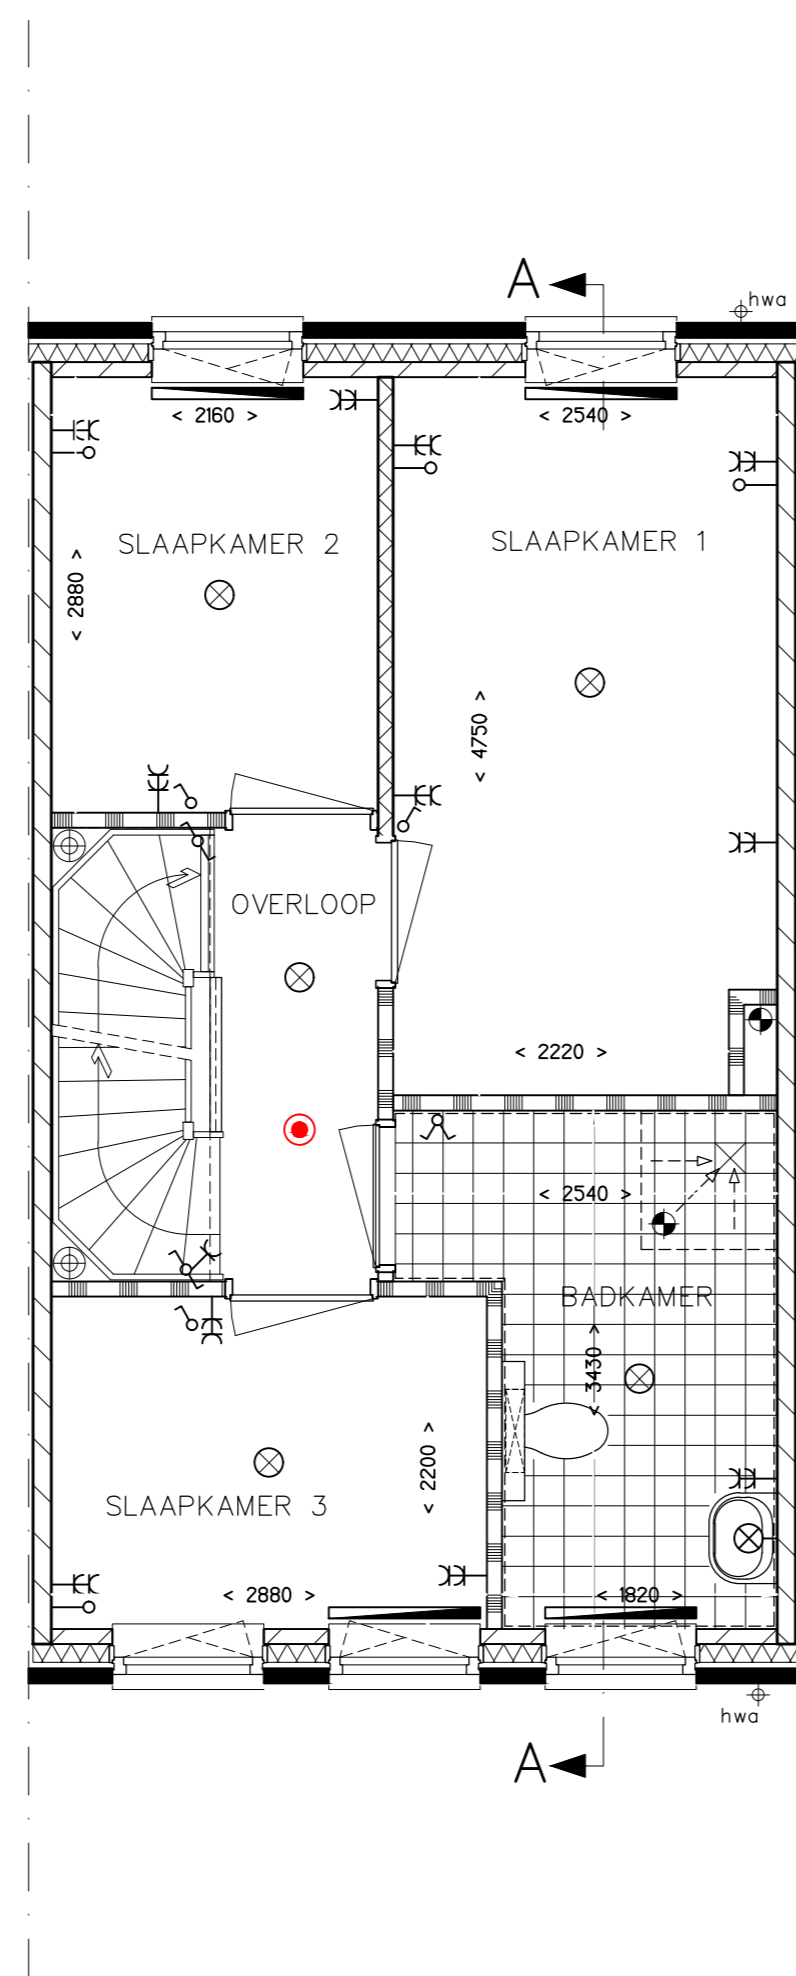 A
hwa
< 2160 >
< 2540 >
SLAAPKAMER 2
SLAAPKAMER 1
< 2880 >
< 4750 >
OVERLOOP
< 2220 >
< 2540 >
BADKAMER
< 3430 >
< 2200 >
SLAAPKAMER 3
< 2880 >
< 1820 >
hwa
A